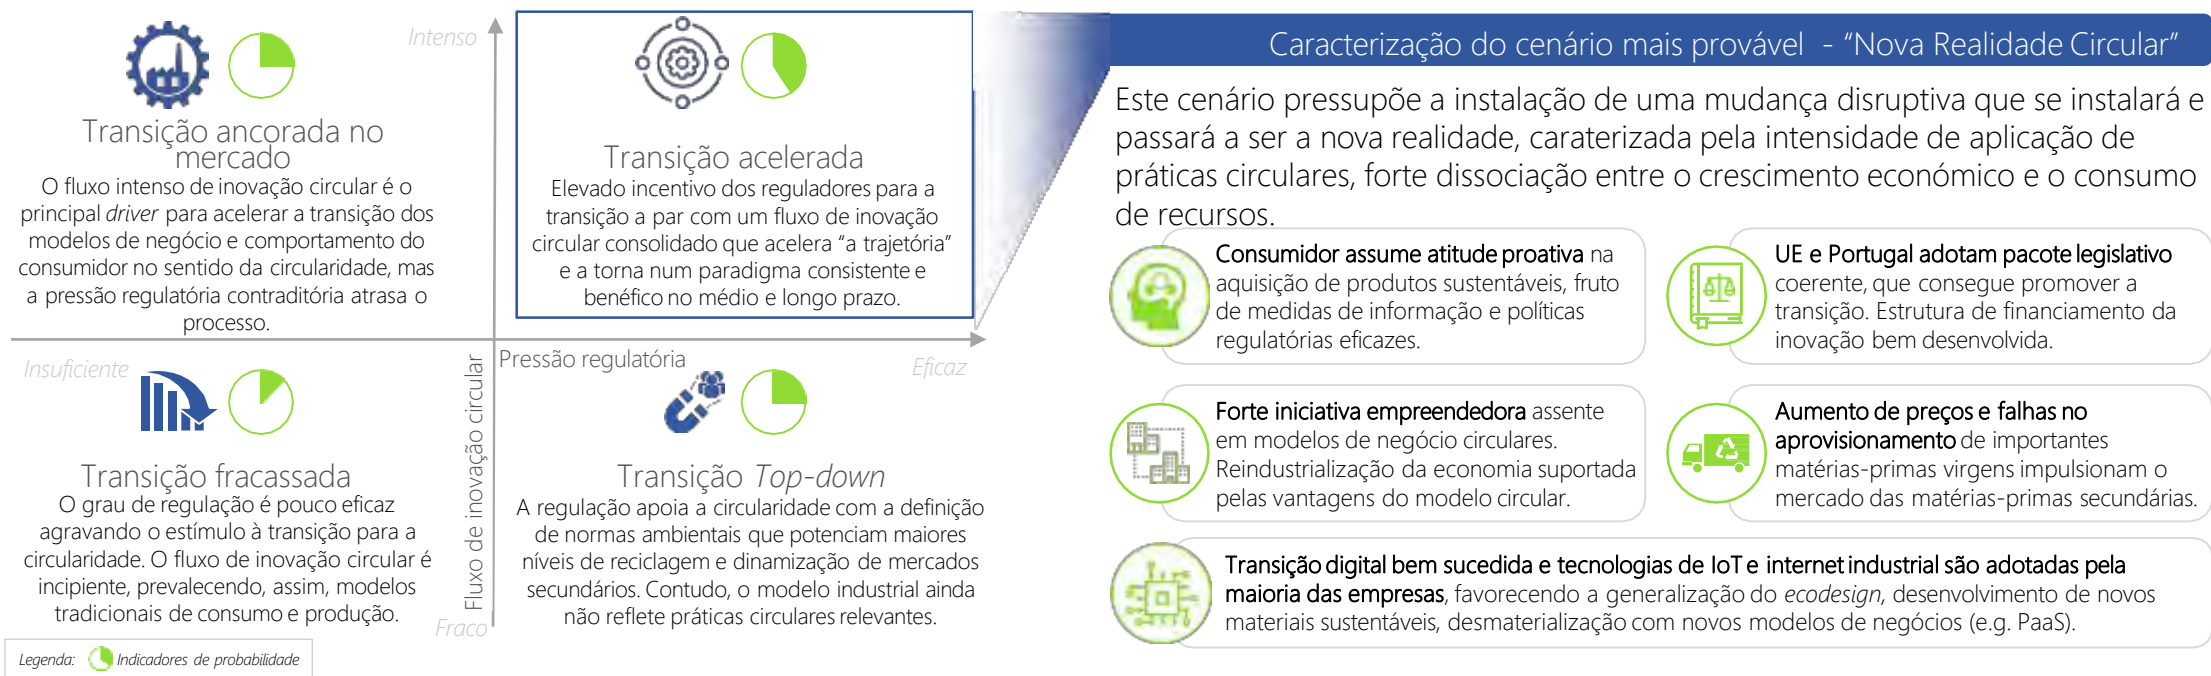 Intenso
Transição ancorada no
mercado
O fluxo intenso de inovação circular é o
principal driver para acelerar a transição dos
modelos de negócio e comportamento do
consumidor no sentido da circularidade, mas
a pressão regulatória contraditória atrasa o
processo.
Transição acelerada
Elevado incentivo dos reguladores para a
transição a par com um fluxo de inovação
circular consolidado que acelera “a trajetória”
e a torna num paradigma consistente e
benéfico no médio e longo prazo.
Insuficiente
Pressão regulatória
Eficaz
Fluxo de inovação circular
Transição fracassada
O grau de regulação é pouco eficaz
agravando o estímulo à transição para a
circularidade. O fluxo de inovação circular é
incipiente, prevalecendo, assim, modelos
tradicionais de consumo e produção.
Fraco
Transição Top-down
A regulação apoia a circularidade com a definição
de normas ambientais que potenciam maiores
níveis de reciclagem e dinamização de mercados
secundários. Contudo, o modelo industrial ainda
não reflete práticas circulares relevantes.
Legenda: Indicadores de probabilidade
Caracterização do cenário mais provável - “Nova Realidade Circular”
Este cenário pressupõe a instalação de uma mudança disruptiva que se instalará e
passará a ser a nova realidade, caraterizada pela intensidade de aplicação de
práticas circulares, forte dissociação entre o crescimento económico e o consumo
de recursos.
Consumidor assume atitude proativa na
aquisição de produtos sustentáveis, fruto
de medidas de informação e políticas
regulatórias eficazes.
UE e Portugal adotam pacote legislativo
coerente, que consegue promover a
transição. Estrutura de financiamento da
inovação bem desenvolvida.
Forte iniciativa empreendedora assente
em modelos de negócio circulares.
Reindustrialização da economia suportada
pelas vantagens do modelo circular.
Aumento de preços e falhas no
aprovisionamento de importantes
matérias-primas virgens impulsionam o
mercado das matérias-primas secundárias.
Transição digital bem sucedida e tecnologias de IoT e internet industrial são adotadas pela
maioria das empresas, favorecendo a generalização do ecodesign, desenvolvimento de novos
materiais sustentáveis, desmaterialização com novos modelos de negócios (e.g. PaaS).